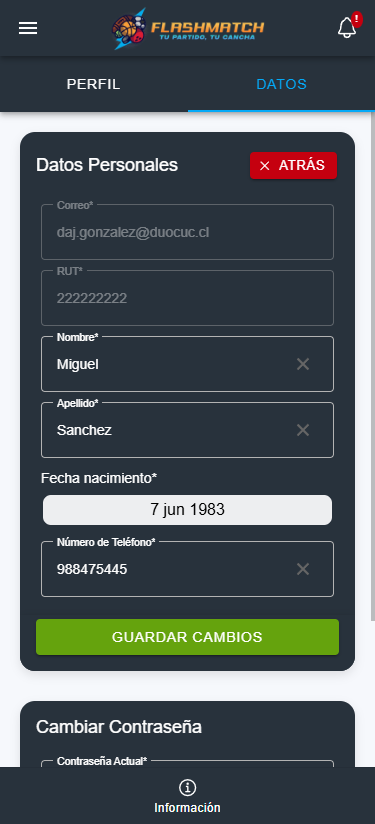 FLASHMATCH
TU PARTIDO, TU CANCHA
!
PERFIL
DATOS
Datos Personales
× ATRÁS
Correo*
daj.gonzalez@duocuc.cl
RUT*
222222222
Nombre*
Miguel
Apellido*
Sanchez
Fecha nacimiento*
7 jun 1983
Número de Teléfono*
988475445
GUARDAR CAMBIOS
Cambiar Contraseña
Contraseña Actual*
Información